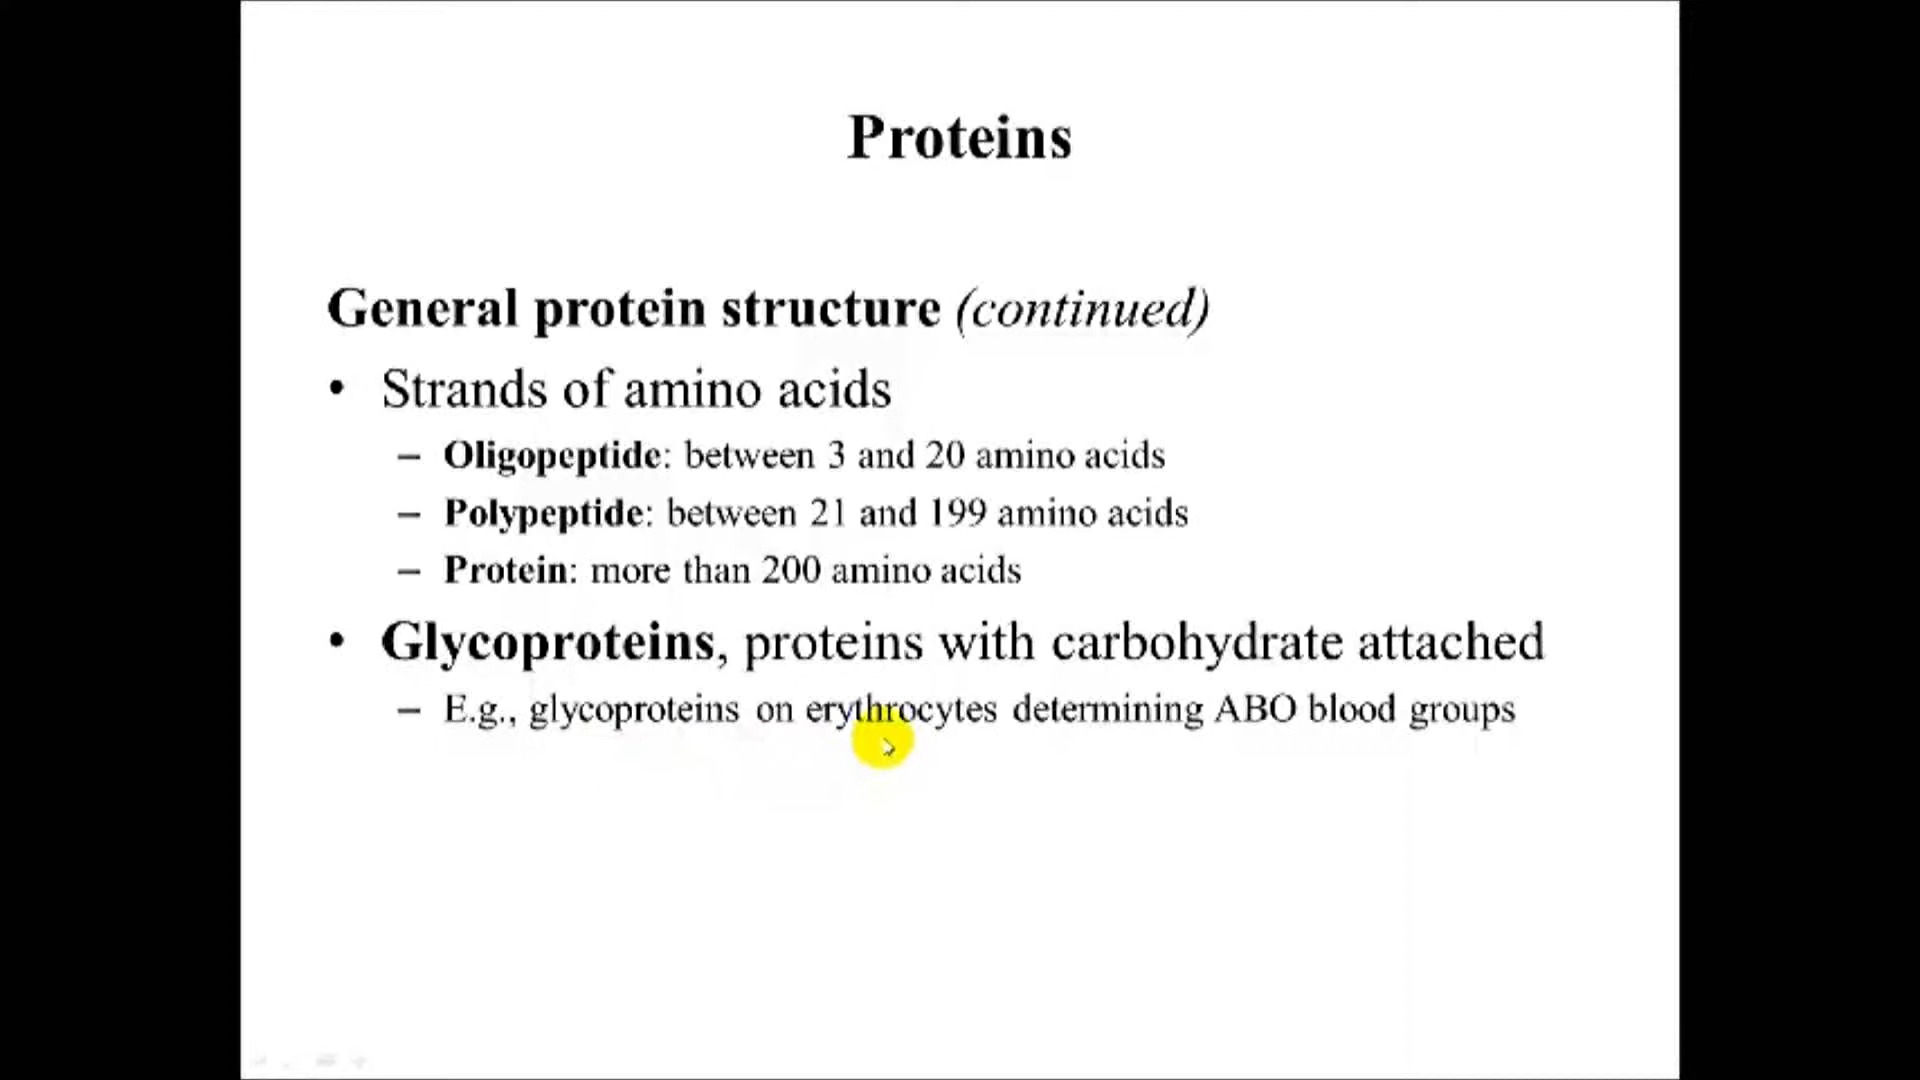 Proteins
General protein structure (continued)
• Strands of amino acids
– Oligopeptide: between 3 and 20 amino acids
– Polypeptide: between 21 and 199 amino acids
– Protein: more than 200 amino acids
• Glycoproteins, proteins with carbohydrate attached
– E.g., glycoproteins on erythrocytes determining ABO blood groups